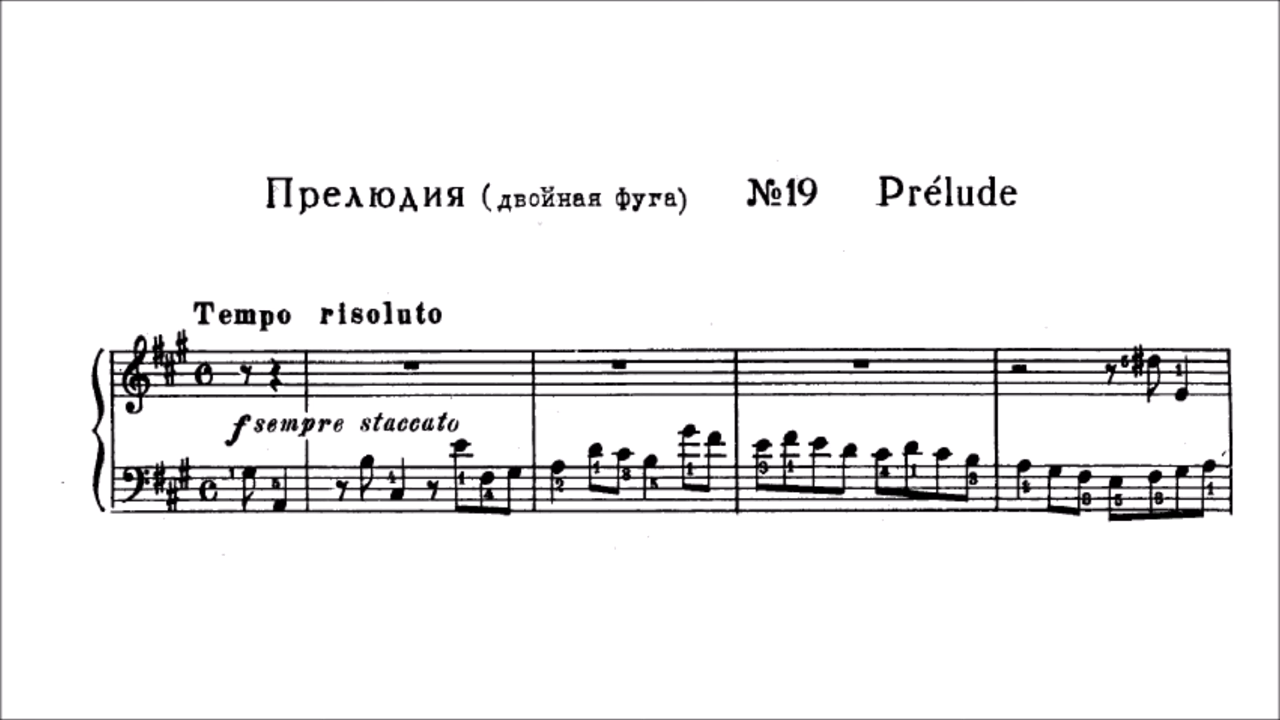 Прелюдия (двойная фуга) №19 Prélude
Tempo risoluto
f sempre staccato